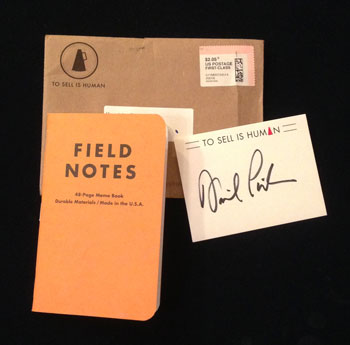 TO SELL IS HUMAN
$2.00
US POSTAGE
FIRST-CLASS
FIELD
NOTES
48-Page Memo Book
Durable Materials / Made in the U.S.A.
TO SELL IS HUMAN